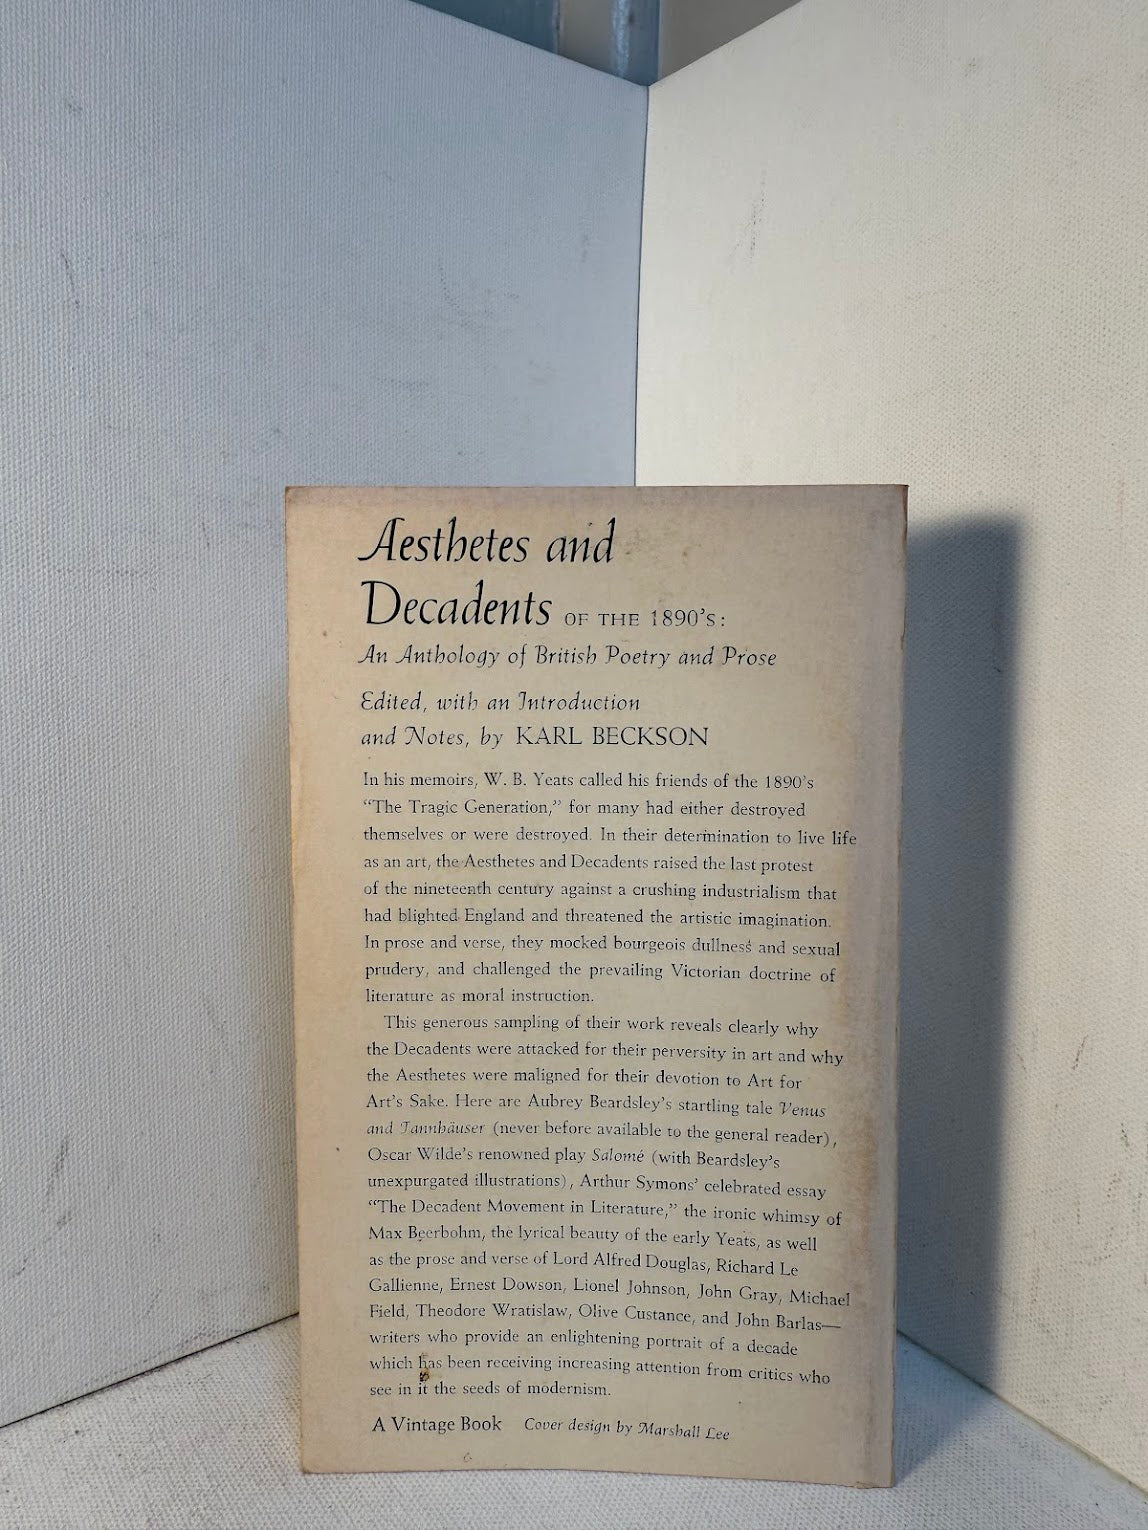 Aesthetes and
Decadents OF THE 1890's:
An Anthology of British Poetry and Prose
Edited, with an Introduction
and Notes, by KARL BECKSON
In his memoirs, W. B. Yeats called his friends of the 1890's
“The Tragic Generation,” for many had either destroyed
themselves or were destroyed. In their determination to live life
as an art, the Aesthetes and Decadents raised the last protest
of the nineteenth century against a crushing industrialism that
had blighted England and threatened the artistic imagination.
In prose and verse, they mocked bourgeois dullness and sexual
prudery, and challenged the prevailing Victorian doctrine of
literature as moral instruction.
This generous sampling of their work reveals clearly why
the Decadents were attacked for their perversity in art and why
the Aesthetes were maligned for their devotion to Art for
Art's Sake. Here are Aubrey Beardsley's startling tale Venus
and Tannhäuser (never before available to the general reader),
Oscar Wilde's renowned play Salomé (with Beardsley's
unexpurgated illustrations), Arthur Symons' celebrated essay
“The Decadent Movement in Literature,” the ironic whimsy of
Max Beerbohm, the lyrical beauty of the early Yeats, as well
as the prose and verse of Lord Alfred Douglas, Richard Le
Gallienne, Ernest Dowson, Lionel Johnson, John Gray, Michael
Field, Theodore Wratislaw, Olive Custance, and John Barlas—
writers who provide an enlightening portrait of a decade
which has been receiving increasing attention from critics who
see in it the seeds of modernism.
A Vintage Book Cover design by Marshall Lee